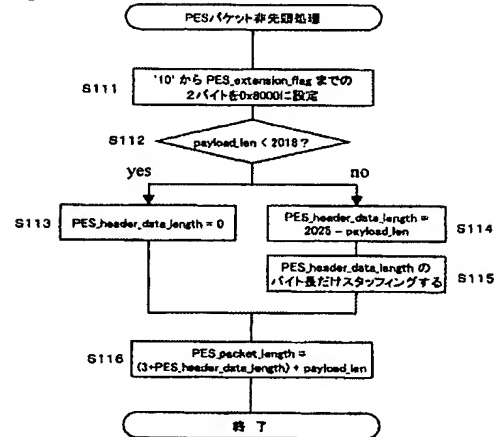 PESパケット非先頭処理
S111
'10' から PES_extension_flag までの
2バイトを0x8000に設定
S112
payload_len < 2018?
yes
no
S113
PES_header_data_length = 0
PES_header_data_length =
2025 - payload_len
S114
PES_header_data_length の
バイト長だけスタッフィングする
S115
S116
PES_packet_length =
(3+PES_header_data_length) + payload_len
終 了